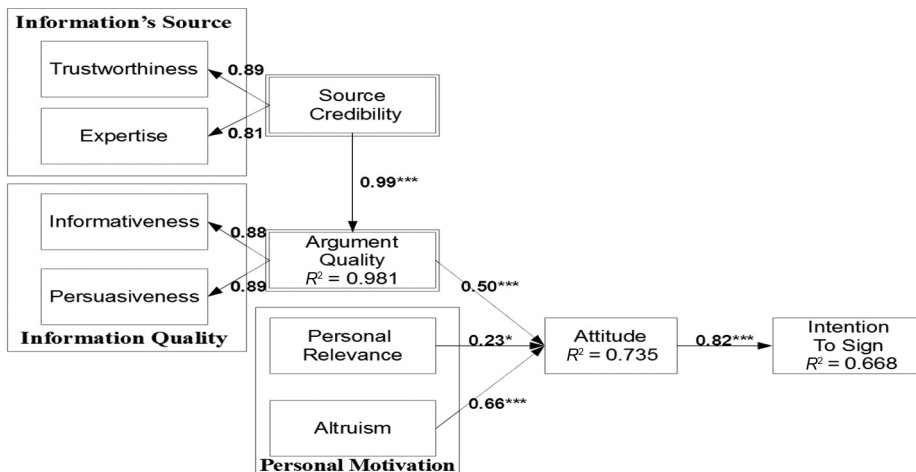 Information's Source
Trustworthiness
0.89
Source
Credibility
Expertise
0.81
0.99***
Informativeness
0.88
Argument
Quality
R² = 0.981
Persuasiveness
0.89
Information Quality
0.50***
Personal
Relevance
0.23*
Attitude
R² = 0.735
0.82***
Intention
To Sign
R² = 0.668
0.66***
Altruism
Personal Motivation